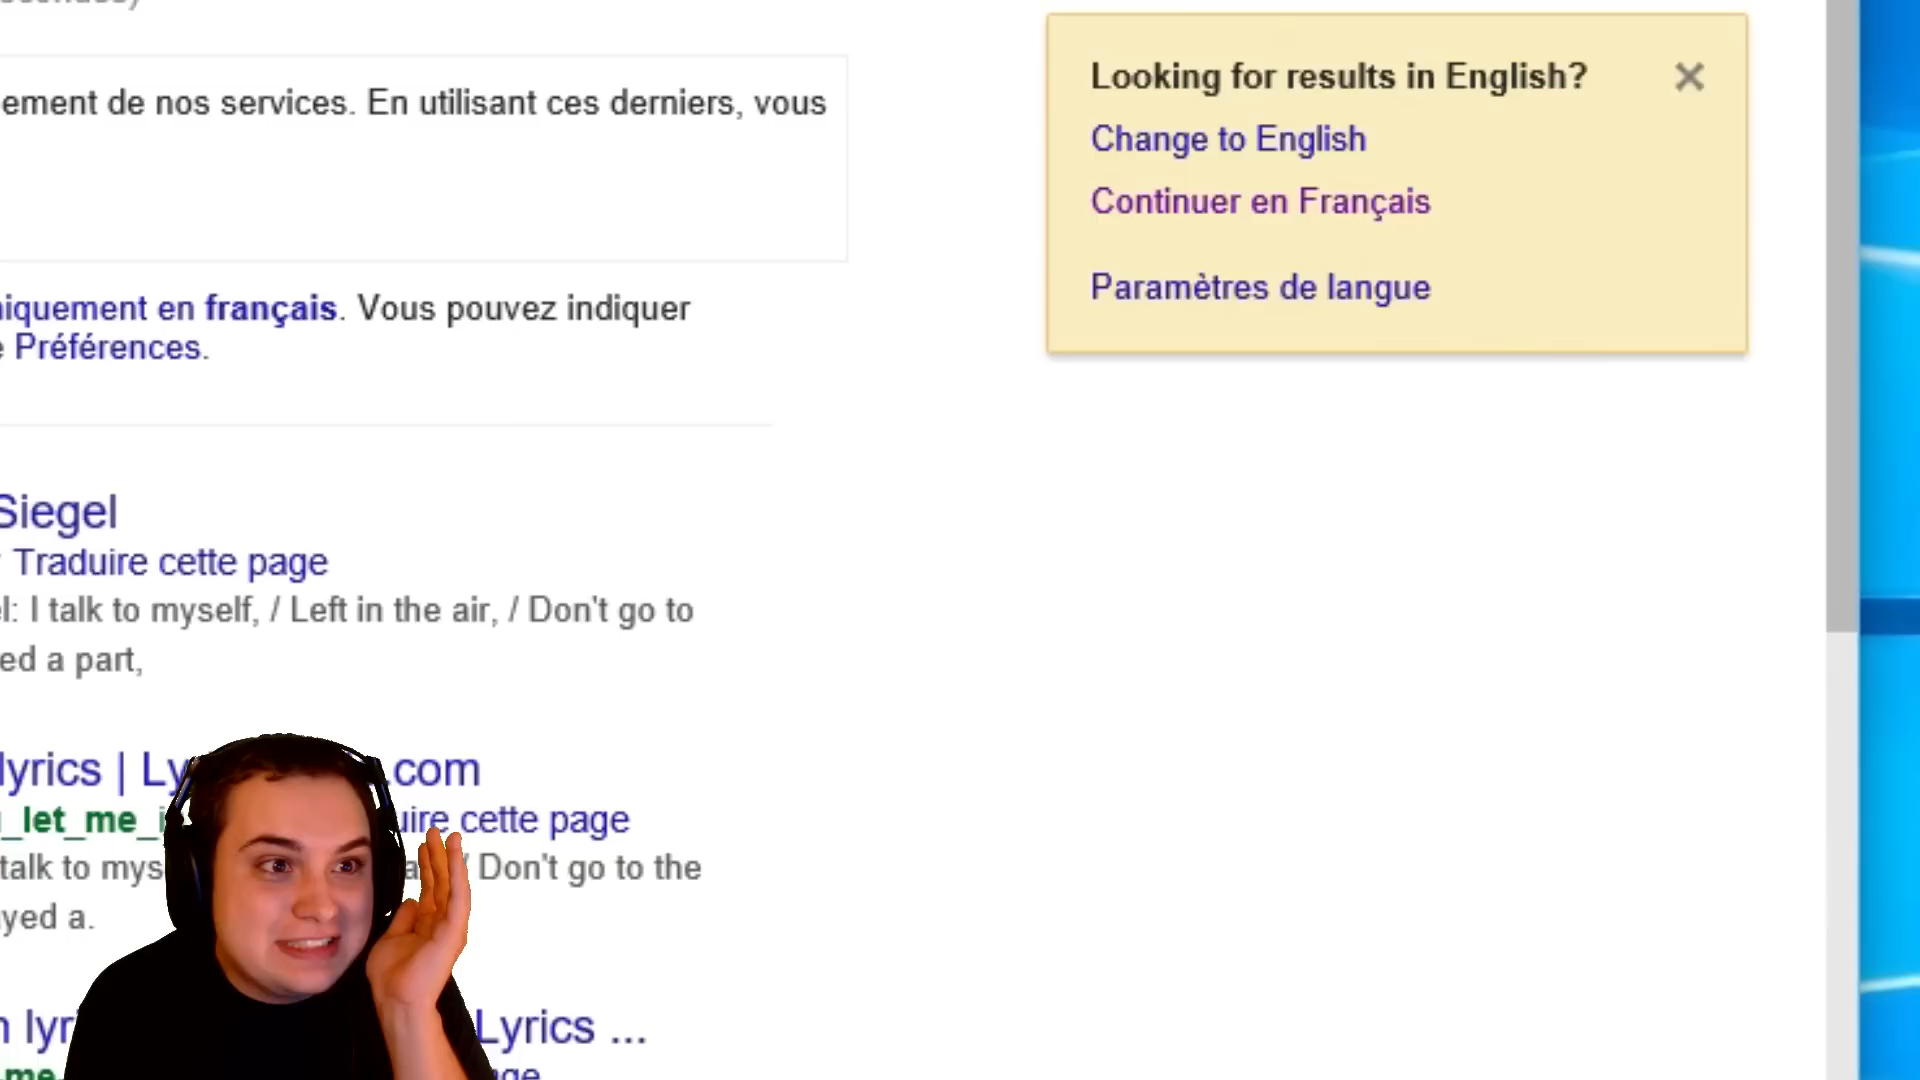 ement de nos services. En utilisant ces derniers, vous
iquement en français. Vous pouvez indiquer
Préférences.
Siegel
Traduire cette page
l: I talk to myself, / Left in the air, / Don't go to
ed a part,
lyrics | Ly .com
_let_me_i uire cette page
talk to mys / Don't go to the
yed a.
lyr Lyrics ...
me
Looking for results in English?
Change to English
Continuer en Français
Paramètres de langue